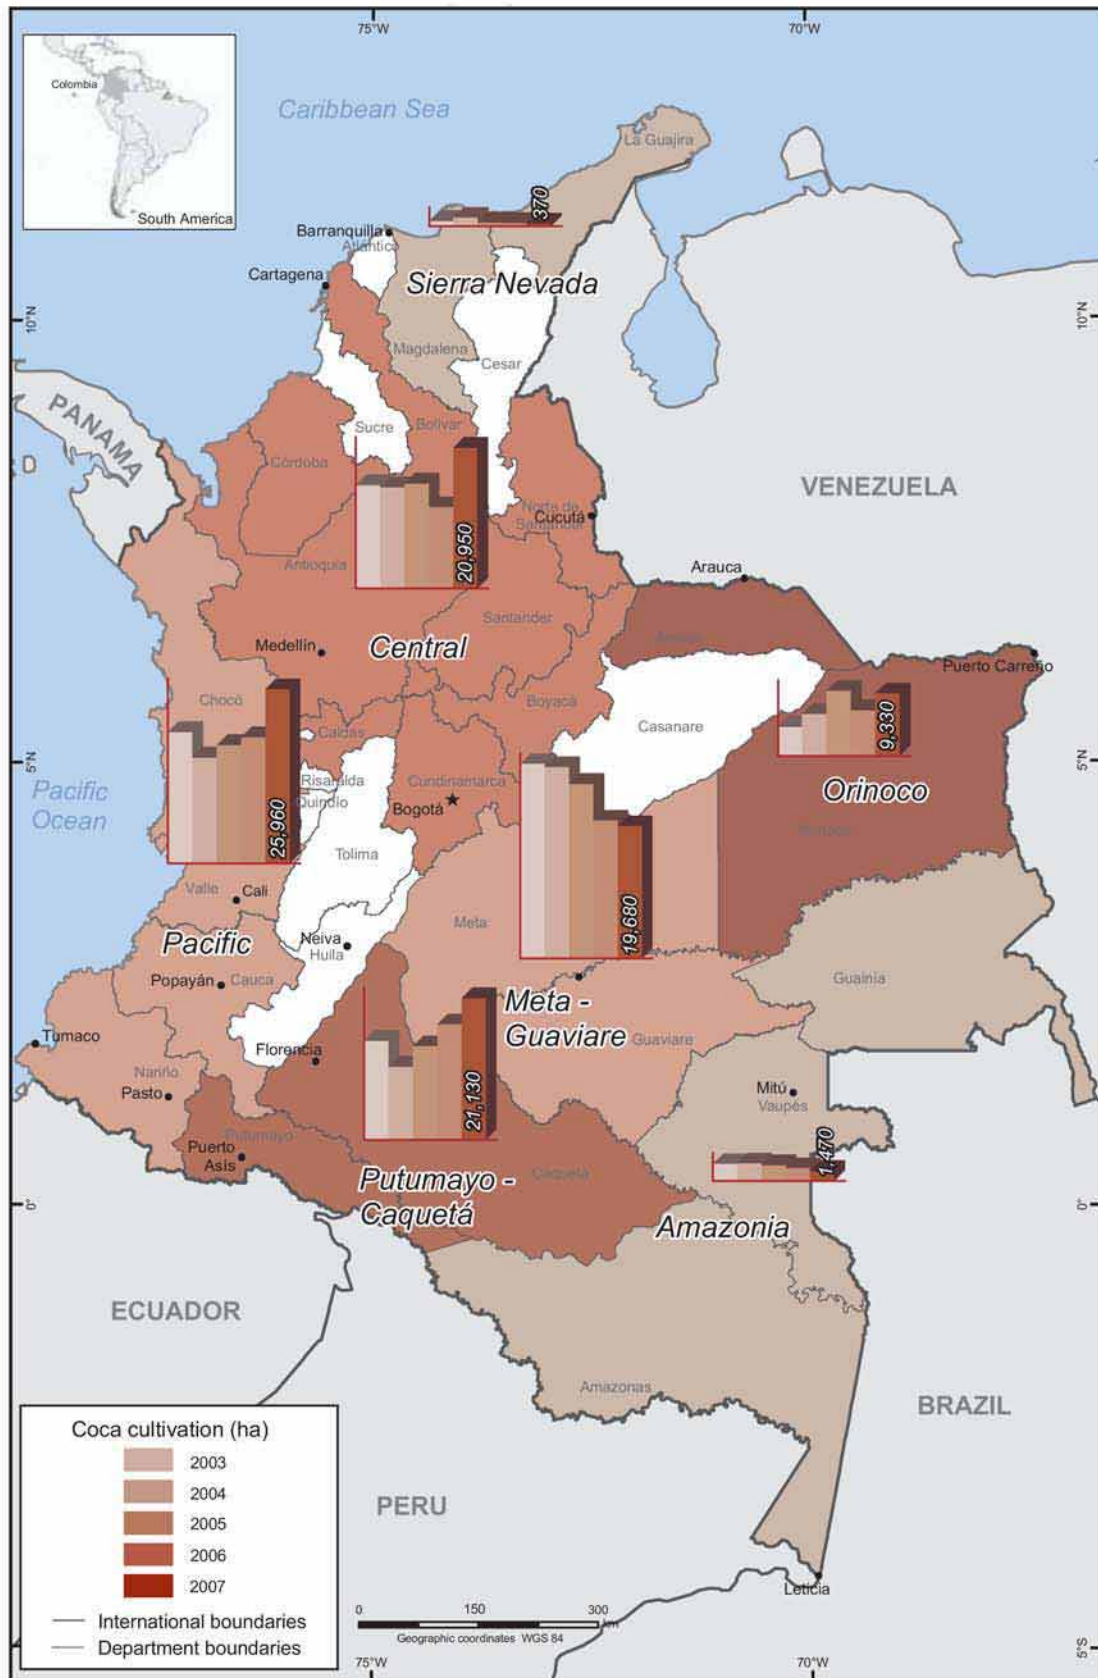 75°W
70°W
Colombia
South America
Caribbean Sea
La Guajira
370
Barranquilla
Atlántico
Cartagena
Sierra Nevada
10°N
10°N
Magdalena
Cesar
PANAMA
Sucre
Bolívar
Córdoba
VENEZUELA
Norte de
Santander
Cucutá
20,950
Antioquia
Arauca
Santander
Medellín
Central
Arauca
Puerto Carreño
Chocó
Boyacá
Casanare
9,330
Caldas
5°N
5°N
Pacific
Ocean
Risaralda
Quindío
Cundinamarca
Bogotá
Orinoco
25,960
Tolima
Valle
Cali
Meta
19,680
Pacific
Neiva
Huila
Popayán
Cauca
Guainía
Meta -
Guaviare
Tumaco
Florencia
Guaviare
Nariño
Pasto
21,130
Mitú
Vaupés
Putumayo
Puerto
Asís
1,470
Putumayo -
Caquetá
Caquetá
0°
0°
Amazonia
ECUADOR
Amazonas
BRAZIL
Coca cultivation (ha)
2003
2004
2005
2006
2007
International boundaries
Department boundaries
PERU
Leticia
0 150 300
km
Geographic coordinates WGS 84
5°S
75°W
70°W